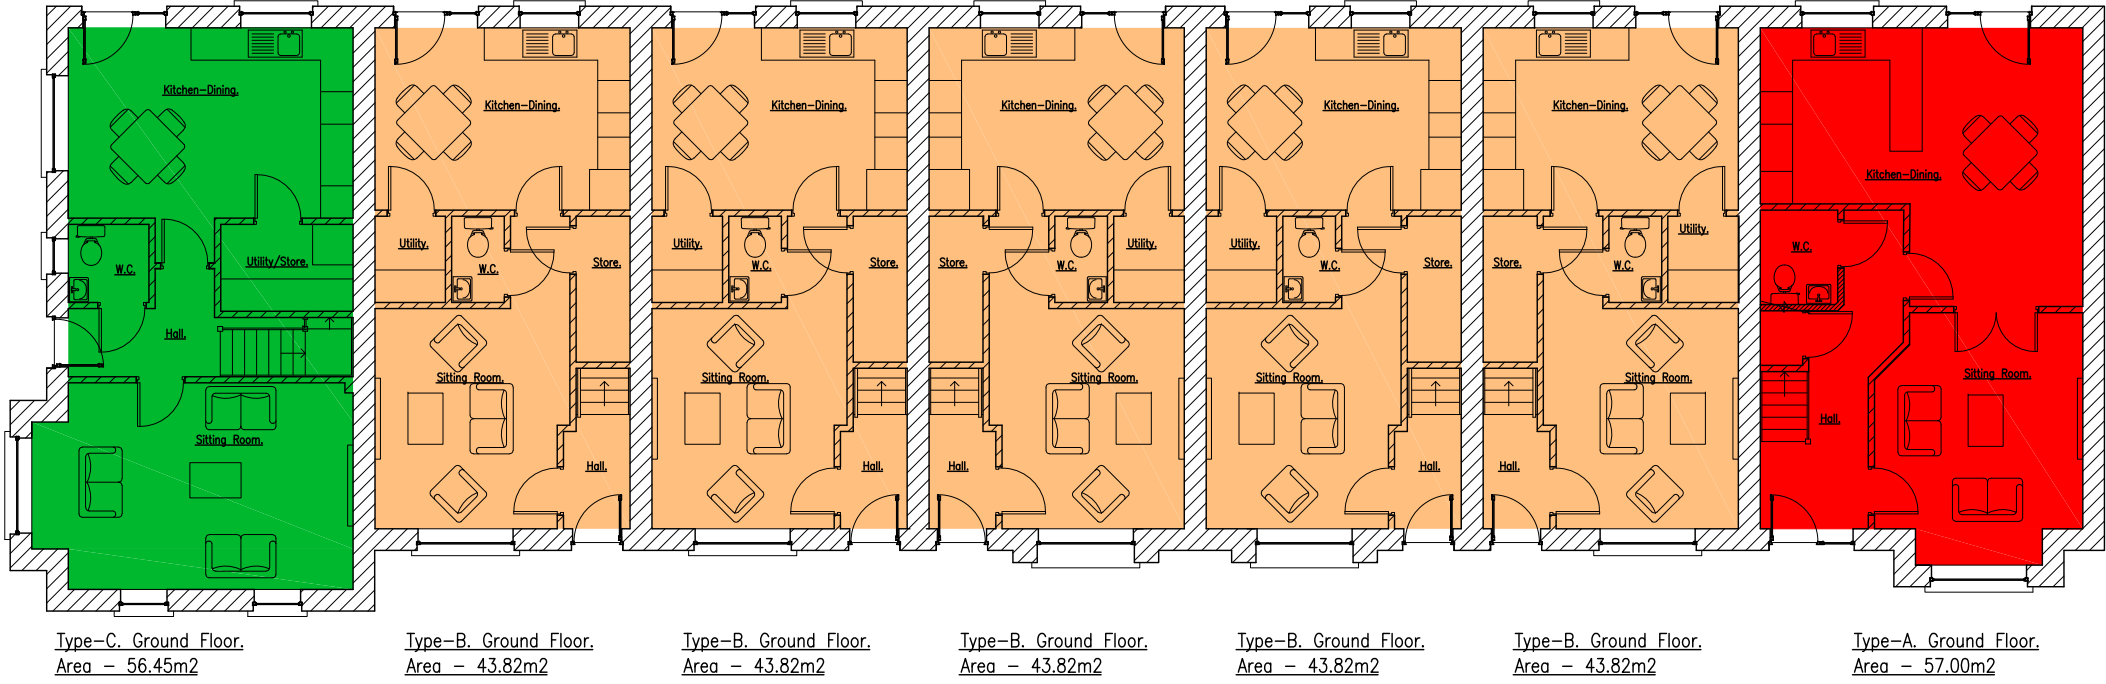 Kitchen-Dining.
W.C.
Utility/Store.
Hall.
Sitting Room.
Kitchen-Dining.
Utility.
W.C.
Store.
Sitting Room.
Hall.
Kitchen-Dining.
Utility.
W.C.
Store.
Sitting Room.
Hall.
Kitchen-Dining.
Store.
W.C.
Utility.
Sitting Room.
Hall.
Kitchen-Dining.
Utility.
W.C.
Store.
Sitting Room.
Hall.
Kitchen-Dining.
Store.
W.C.
Utility.
Sitting Room.
Hall.
Kitchen-Dining.
W.C.
Sitting Room.
Hall.
Type-C. Ground Floor.
Area - 56.45m2
Type-B. Ground Floor.
Area - 43.82m2
Type-B. Ground Floor.
Area - 43.82m2
Type-B. Ground Floor.
Area - 43.82m2
Type-B. Ground Floor.
Area - 43.82m2
Type-B. Ground Floor.
Area - 43.82m2
Type-A. Ground Floor.
Area - 57.00m2